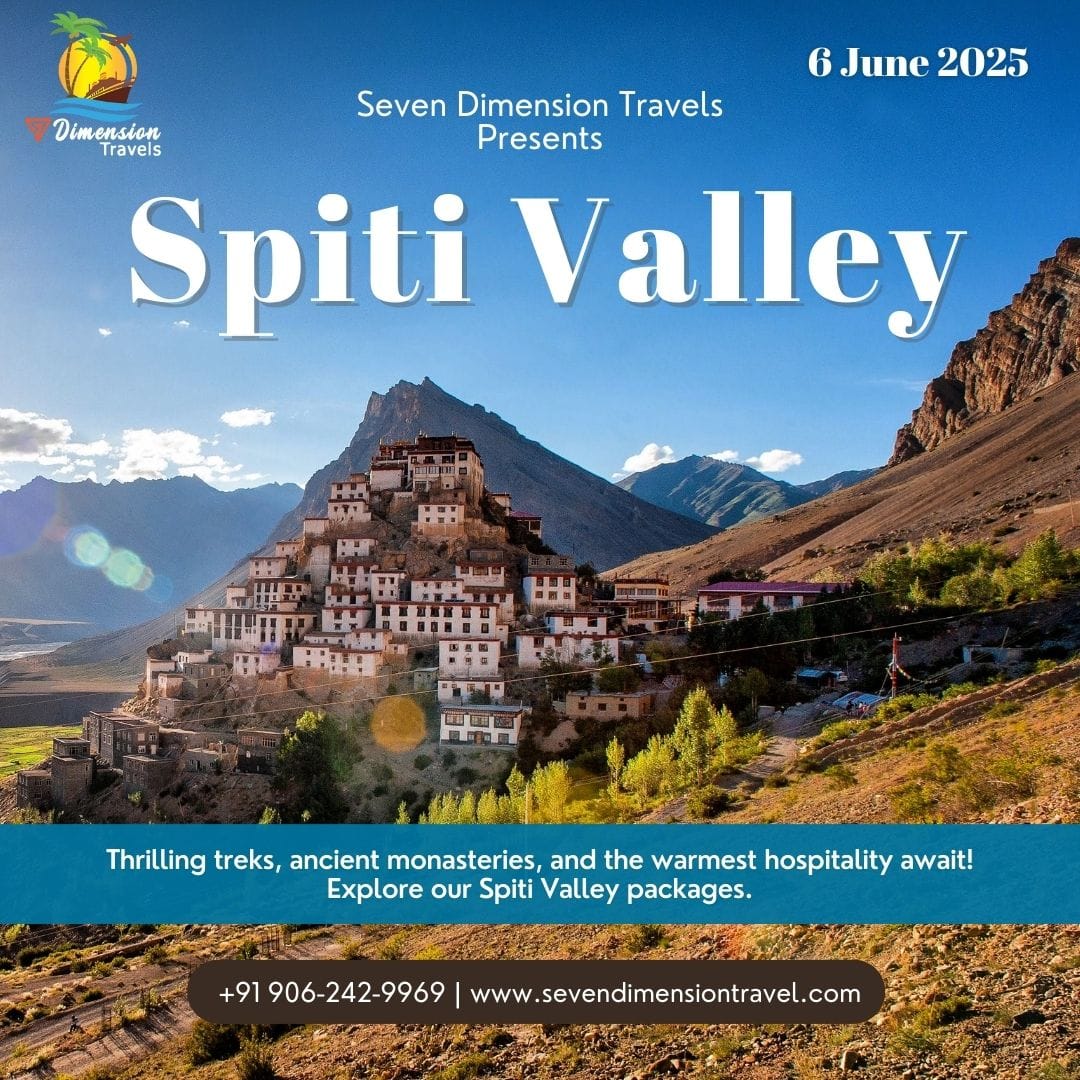 Dimension
Travels
6 June 2025
Seven Dimension Travels
Presents
Spiti Valley
Thrilling treks, ancient monasteries, and the warmest hospitality await!
Explore our Spiti Valley packages.
+91 906-242-9969 | www.sevendimensiontravel.com